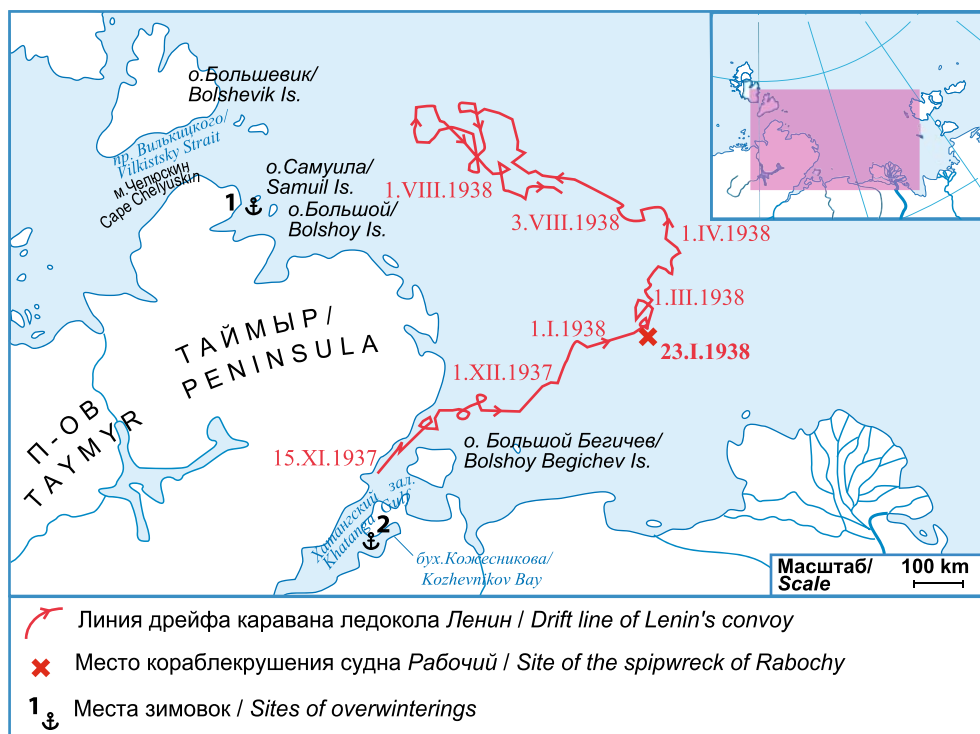 о.Большевик/
Bolshevik Is.
пр. Вилькицкого/
Vilkistsky Strait
м.Челюскин
Cape Chelyuskin
о.Самуила/
Samuil Is.
1
о.Большой/
Bolshoy Is.
1.VIII.1938
3.VIII.1938
1.IV.1938
1.III.1938
1.I.1938
23.I.1938
1.XII.1937
15.XI.1937
ТАЙМЫР/
PENINSULA
П-ОВ
TAYMYR
о. Большой Бегичев/
Bolshoy Begichev Is.
Хатангский зал.
Khatanga Gulf
2
бух.Кожесникова/
Kozhevnikov Bay
Масштаб/
Scale
100 км
Линия дрейфа каравана ледокола Ленин / Drift line of Lenin's convoy
Место кораблекрушения судна Рабочий / Site of the spipwreck of Rabochy
1 Места зимовок / Sites of overwinterings